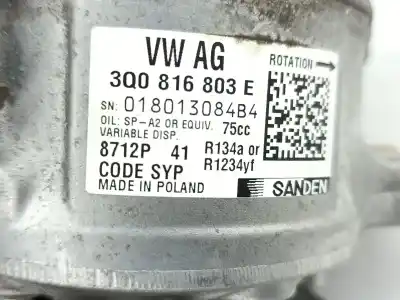 VW AG
ROTATION →
3Q0 816 803 E
SN: 018013084B4
OIL: SP-A2 OR EQUIV. 75cc
VARIABLE DISP.
8712P 41 R134a or
CODE SYP R1234yf
MADE IN POLAND SANDEN